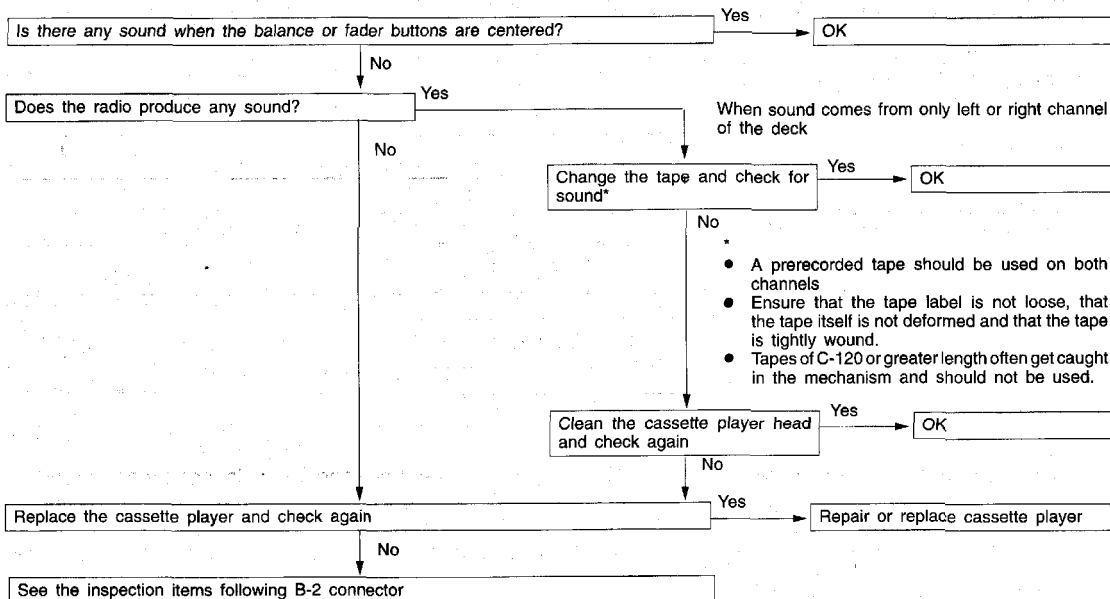 Is there any sound when the balance or fader buttons are centered?
Yes
OK
No
Does the radio produce any sound?
Yes
When sound comes from only left or right channel
of the deck
No
Change the tape and check for
sound*
Yes
OK
No
*
● A prerecorded tape should be used on both
channels
● Ensure that the tape label is not loose, that
the tape itself is not deformed and that the tape
is tightly wound.
● Tapes of C-120 or greater length often get caught
in the mechanism and should not be used.
Clean the cassette player head
and check again
Yes
OK
No
Replace the cassette player and check again
Yes
Repair or replace cassette player
No
See the inspection items following B-2 connector